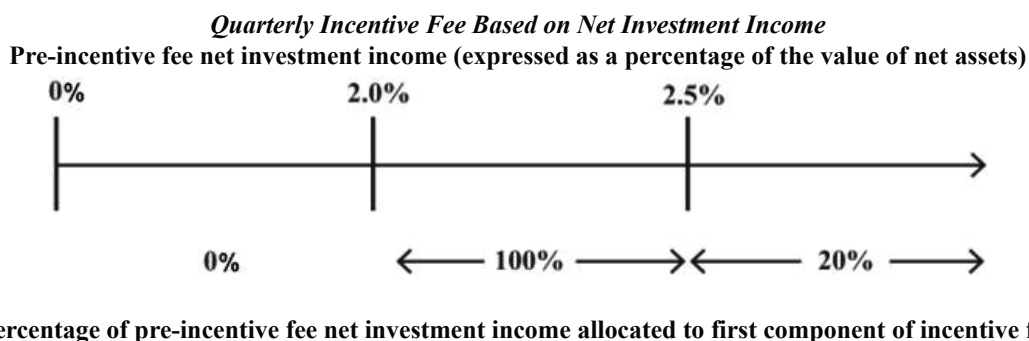 Quarterly Incentive Fee Based on Net Investment Income
Pre-incentive fee net investment income (expressed as a percentage of the value of net assets)
0% 2.0% 2.5%
0% 100% 20%
of pre-incentive fee net investment income allocated to first component of incentive